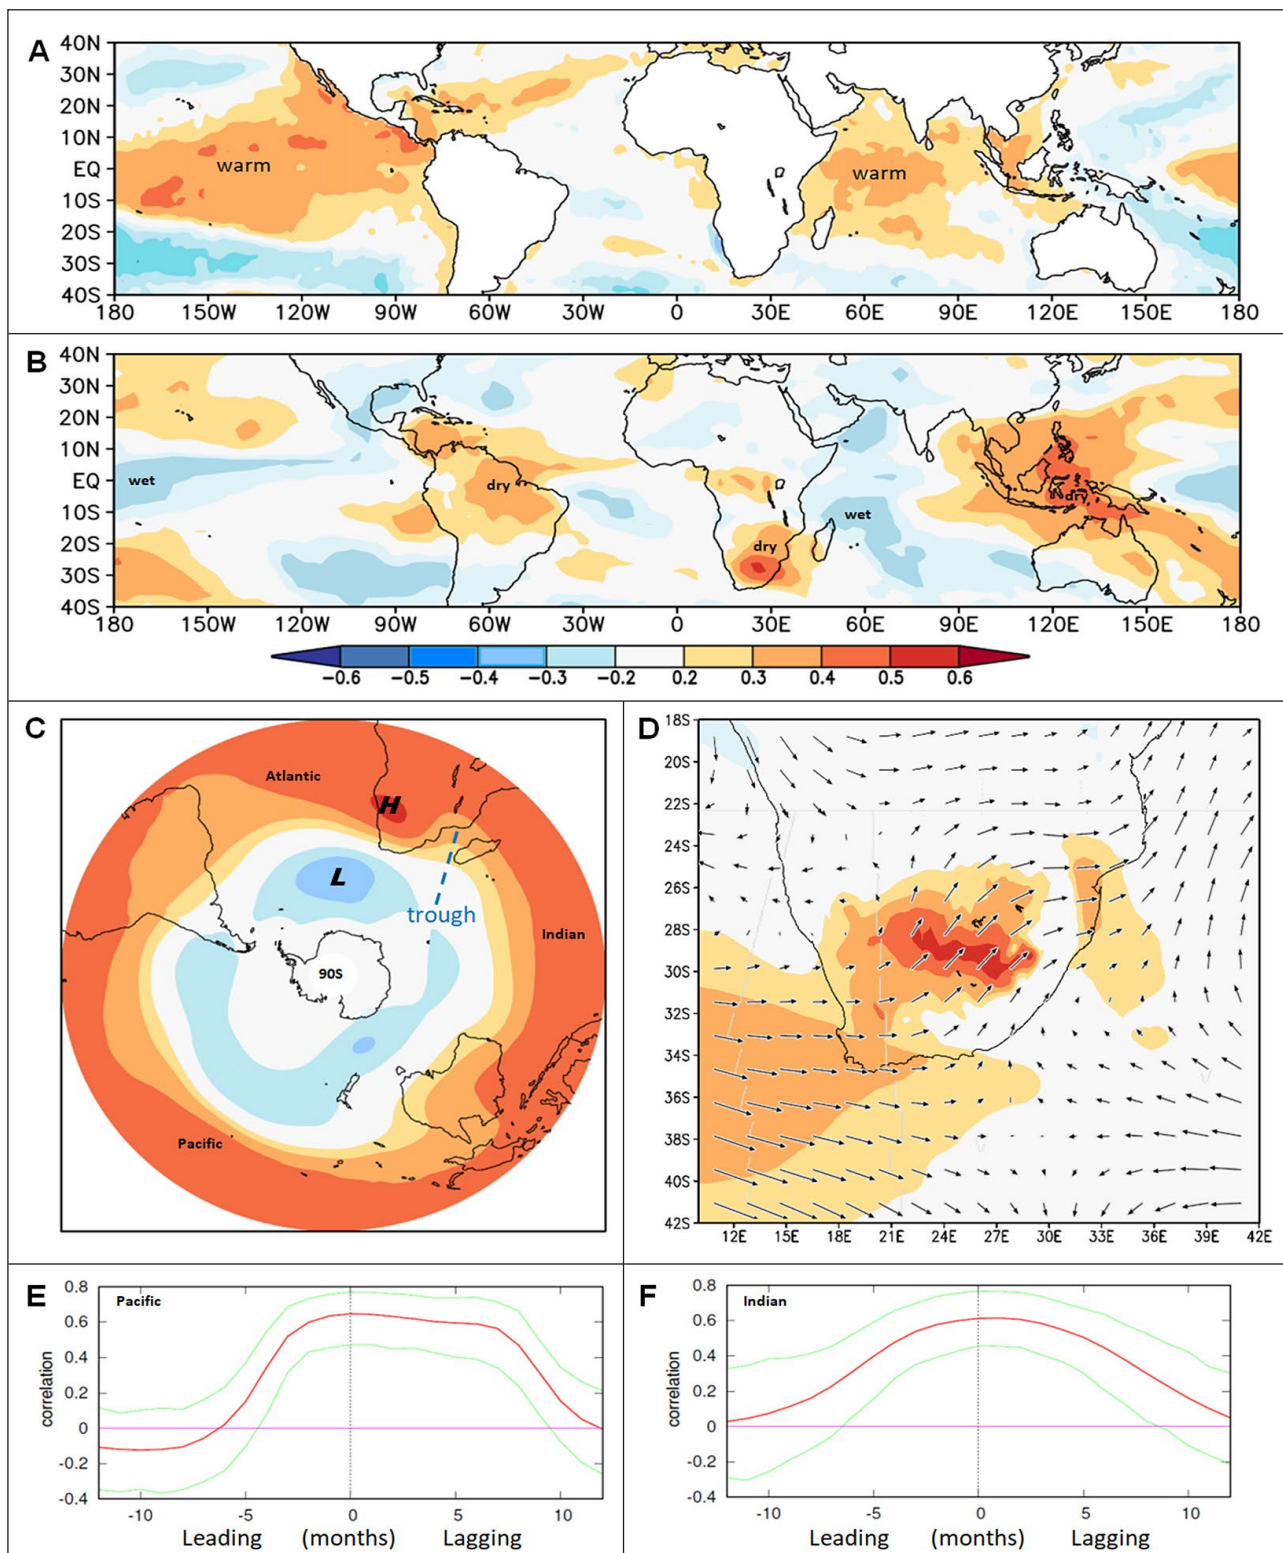 A
40N
30N
20N
10N
EQ
10S
20S
30S
40S
warm
warm
180 150W 120W 90W 60W 30W 0 30E 60E 90E 120E 150E 180
B
40N
30N
20N
10N
EQ
10S
20S
30S
40S
wet
dry
dry
wet
dry
180 150W 120W 90W 60W 30W 0 30E 60E 90E 120E 150E 180
-0.6 -0.5 -0.4 -0.3 -0.2 0.2 0.3 0.4 0.5 0.6
C
Atlantic
H
L
trough
Indian
90S
Pacific
D
18S
20S
22S
24S
26S
28S
30S
32S
34S
36S
38S
40S
42S
12E 15E 18E 21E 24E 27E 30E 33E 36E 39E 42E
E
Pacific
correlation
0.8
0.6
0.4
0.2
0
-0.2
-0.4
-10 -5 0 5 10
Leading (months) Lagging
F
Indian
correlation
0.8
0.6
0.4
0.2
0
-0.2
-0.4
-10 -5 0 5 10
Leading (months) Lagging